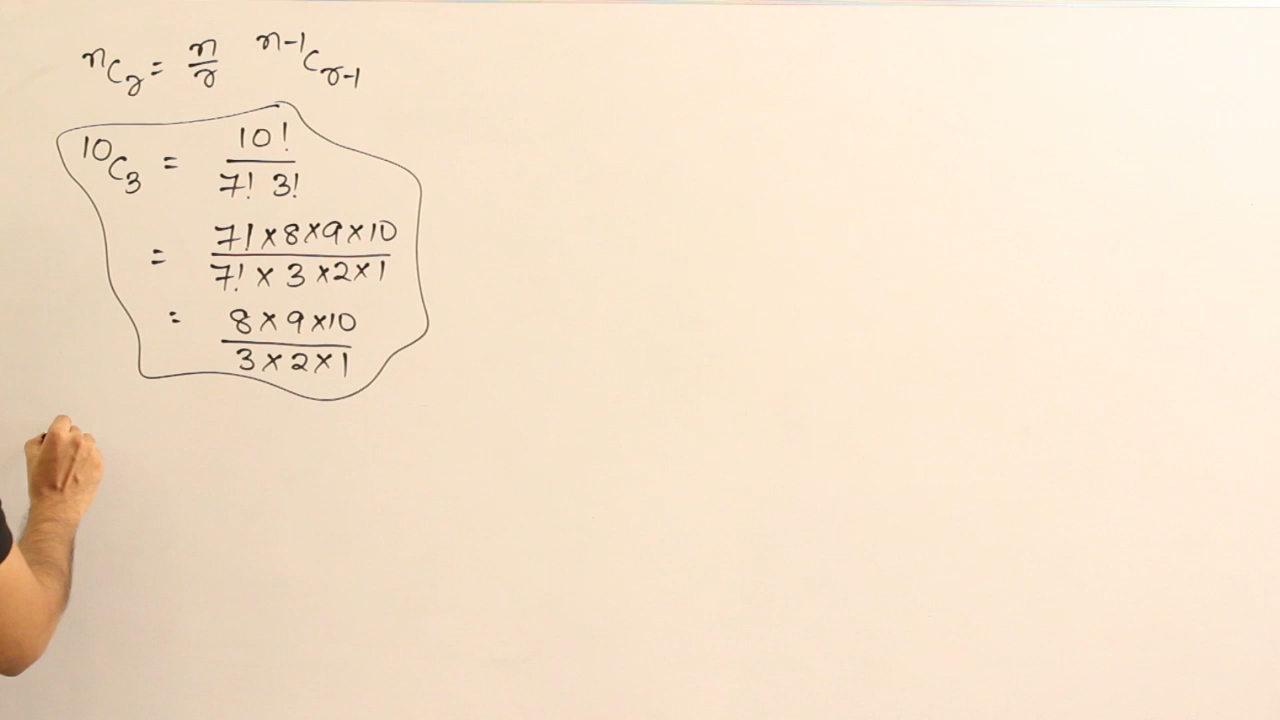 ⁿCᵣ = n/r ⁿ⁻¹Cᵣ₋₁
¹⁰C₃ = 10!/7! 3!
= 7!×8×9×10/7!×3×2×1
= 8×9×10/3×2×1